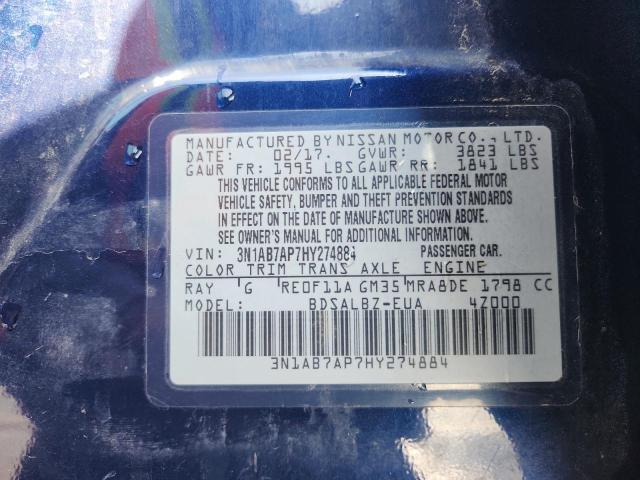 MANUFACTURED BY NISSAN MOTOR CO., LTD.
DATE: 02/17. GVWR: 3823 LBS
GAWR FR: 1995 LBS GAWR RR: 1841 LBS
THIS VEHICLE CONFORMS TO ALL APPLICABLE FEDERAL MOTOR
VEHICLE SAFETY, BUMPER AND THEFT PREVENTION STANDARDS
IN EFFECT ON THE DATE OF MANUFACTURE SHOWN ABOVE.
SEE OWNER'S MANUAL FOR ADDITIONAL INFORMATION.
VIN: 3N1AB7AP7HY274884 PASSENGER CAR.
COLOR TRIM TRANS AXLE ENGINE
RAY G RE0F11A GM35 MRA8DE 1798 CC
MODEL: BDSALBZ-EUA 4Z000
3N1AB7AP7HY274884